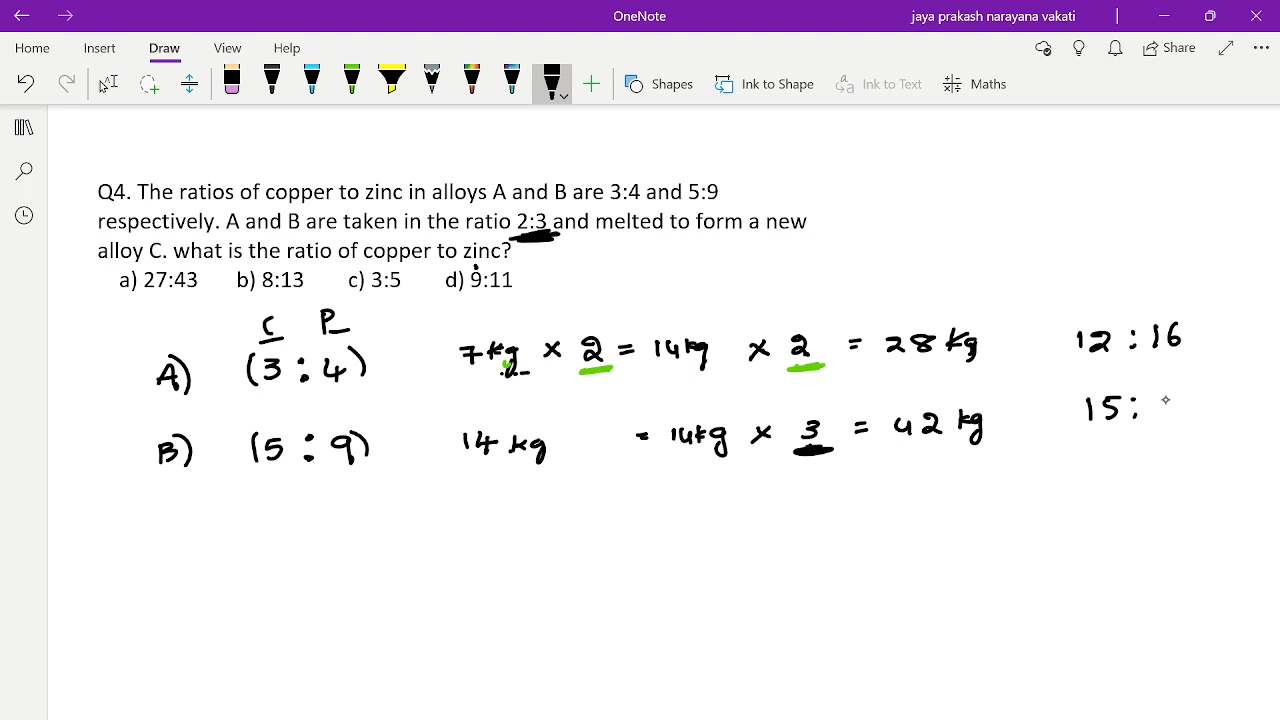 OneNote
jaya prakash narayana vakati
Home Insert Draw View Help
Share
Shapes Ink to Shape Ink to Text Maths
Q4. The ratios of copper to zinc in alloys A and B are 3:4 and 5:9
respectively. A and B are taken in the ratio 2:3 and melted to form a new
alloy C. what is the ratio of copper to zinc?
a) 27:43 b) 8:13 c) 3:5 d) 9:11
C P
A) (3 : 4) 7kg × 2 = 14kg × 2 = 28kg 12 : 16
B) (5 : 9) 14 kg = 14kg × 3 = 42 kg 15 :